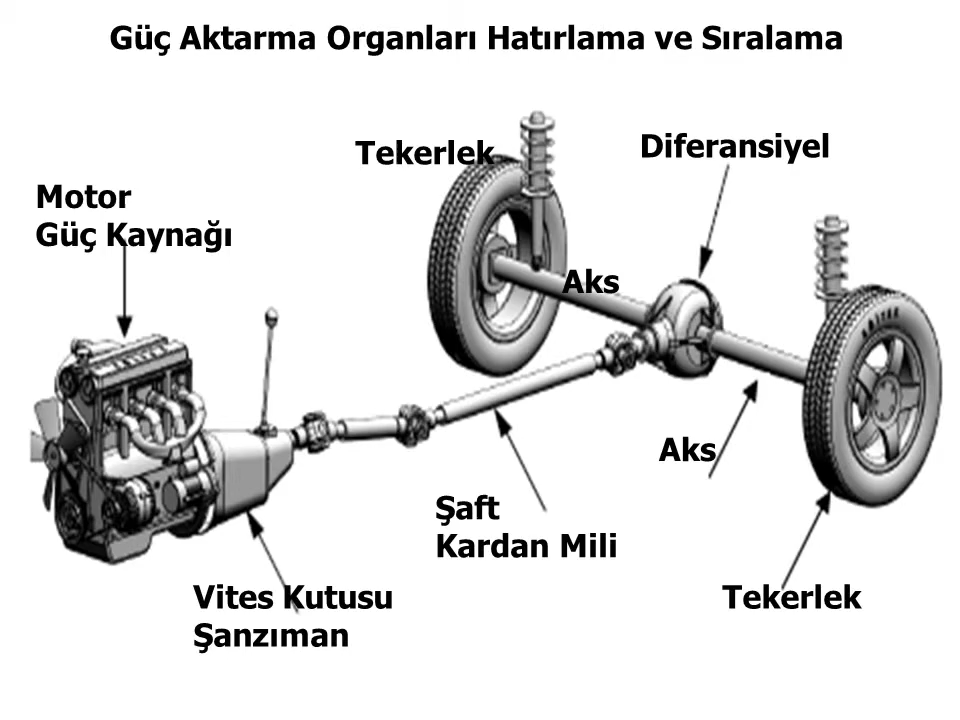 Güç Aktarma Organları Hatırlama ve Sıralama
Tekerlek
Diferansiyel
Motor
Güç Kaynağı
Aks
Aks
Şaft
Kardan Mili
Vites Kutusu
Şanzıman
Tekerlek